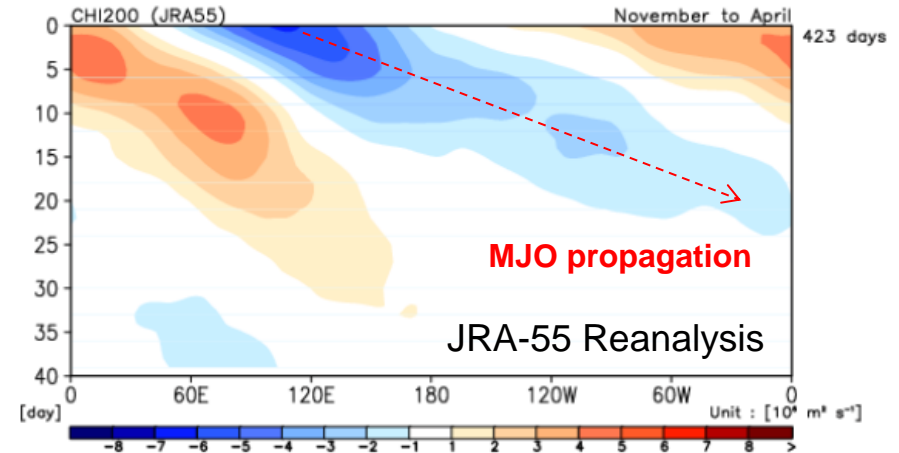 CHI200 (JRA55) November to April
0 423 days
5
10
15
20
25
MJO propagation
30
35
JRA-55 Reanalysis
40
0 60E 120E 180 120W 60W 0
[day] Unit : [10⁶ m² s⁻¹]
-8 -7 -6 -5 -4 -3 -2 -1 1 2 3 4 5 6 7 8 >